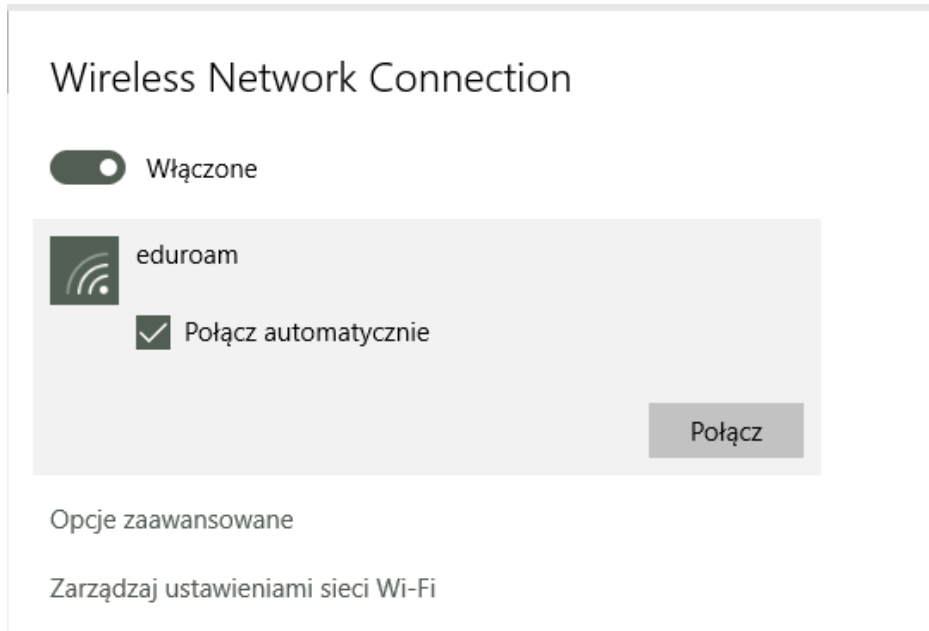 Wireless Network Connection
Włączone
eduroam
Połącz automatycznie
Połącz
Opcje zaawansowane
Zarządzaj ustawieniami sieci Wi-Fi